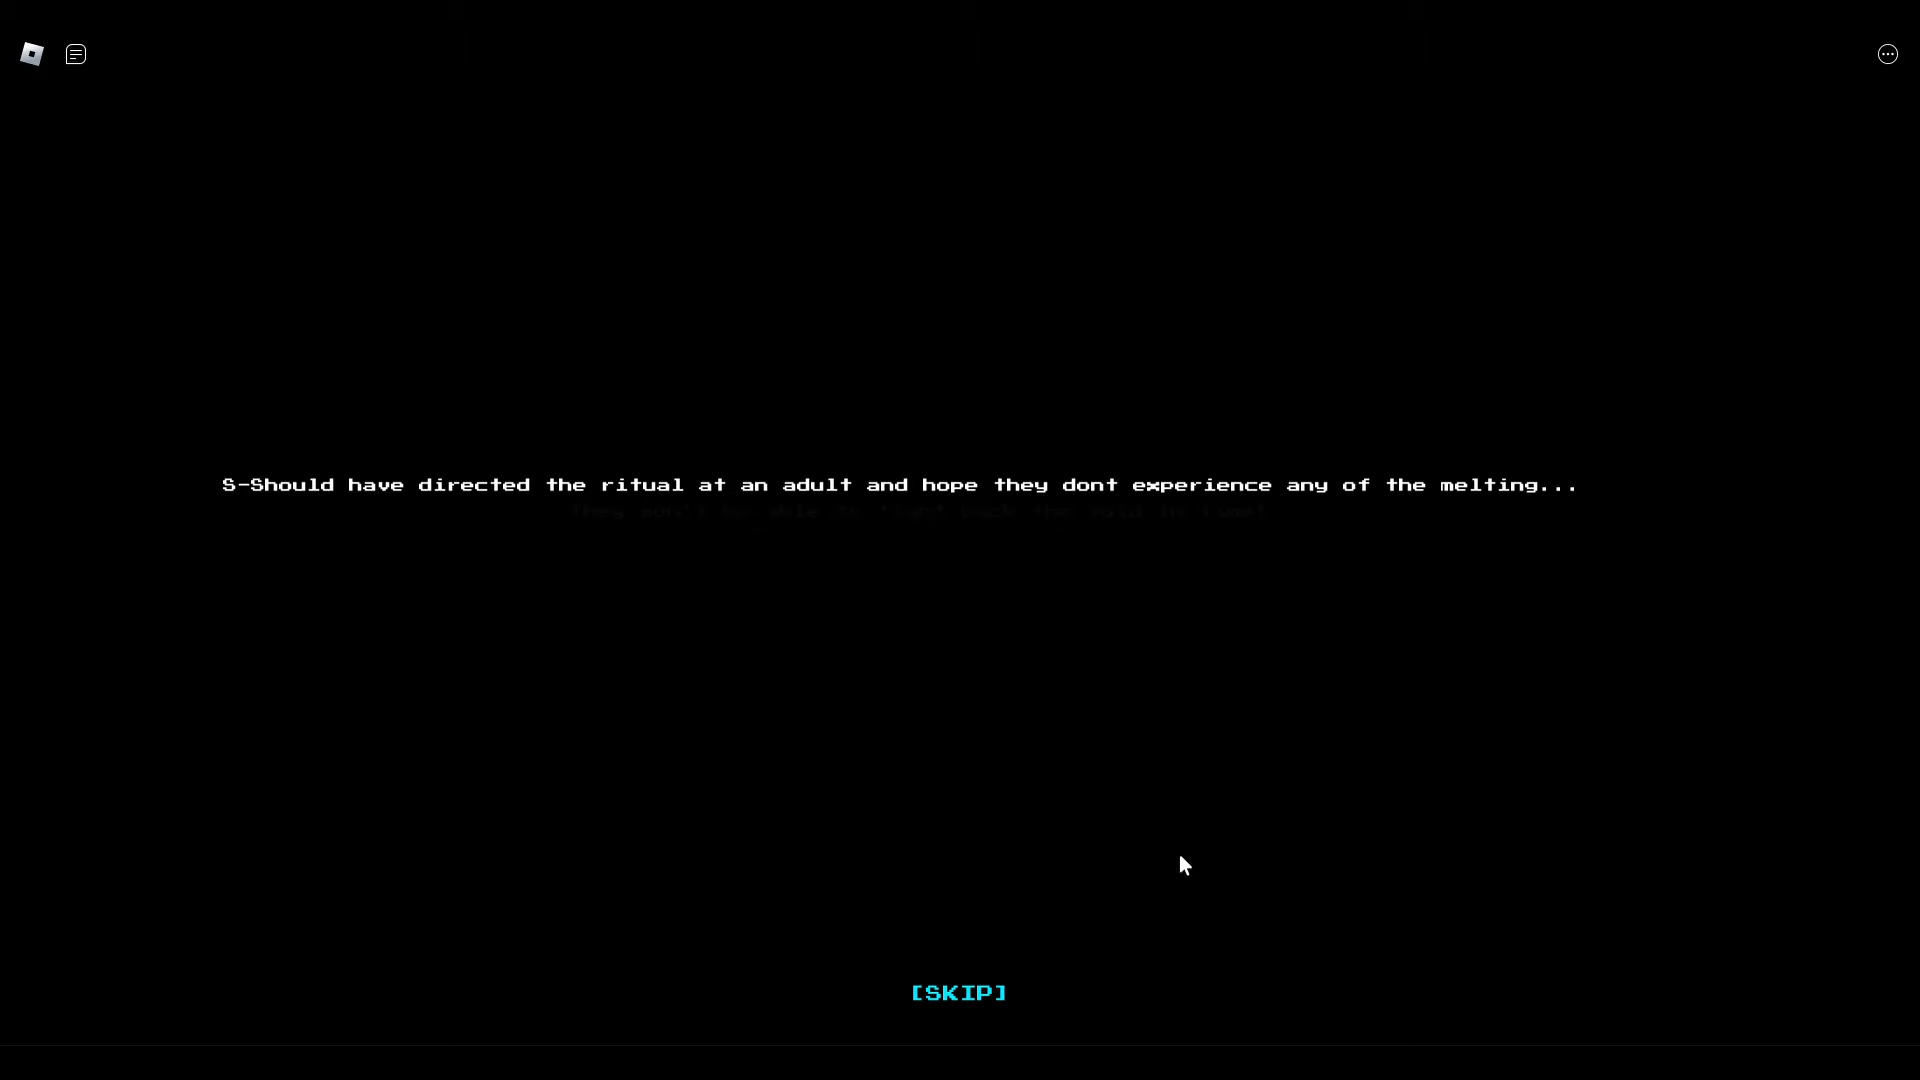 S-Should have directed the ritual at an adult and hope they dont experience any of the melting...
[SKIP]